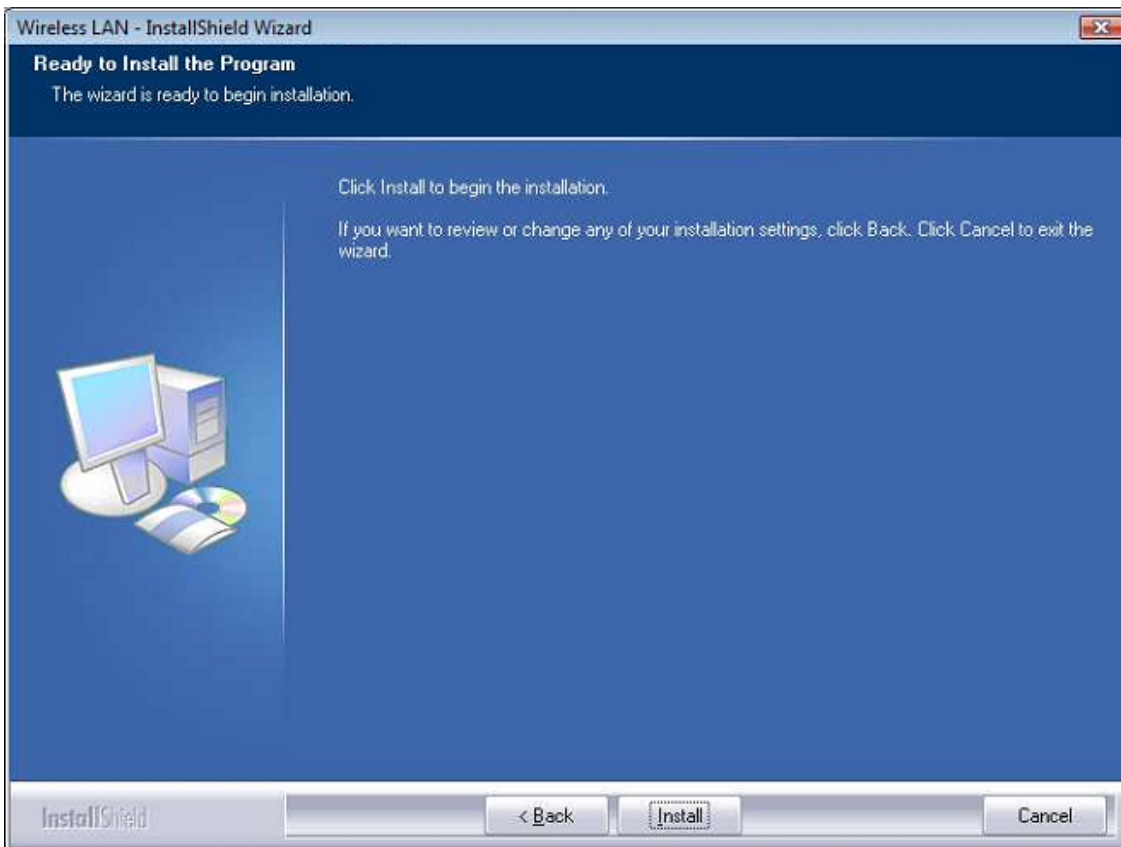 Wireless LAN - InstallShield Wizard
Ready to Install the Program
The wizard is ready to begin installation.
Click Install to begin the installation.
If you want to review or change any of your installation settings, click Back. Click Cancel to exit the
wizard.
InstallShield
< Back
Install
Cancel